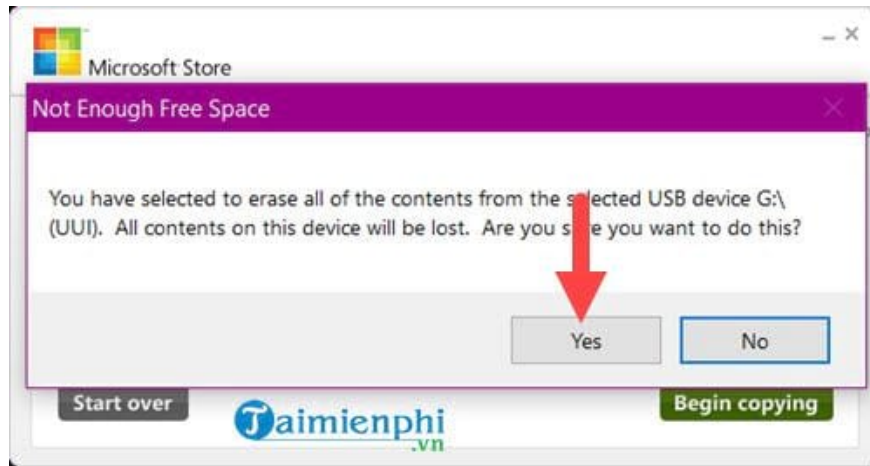 Microsoft Store
Not Enough Free Space
You have selected to erase all of the contents from the selected USB device G:\
(UUI). All contents on this device will be lost. Are you sure you want to do this?
Yes
No
Start over
Begin copying
Taimienphi
.vn